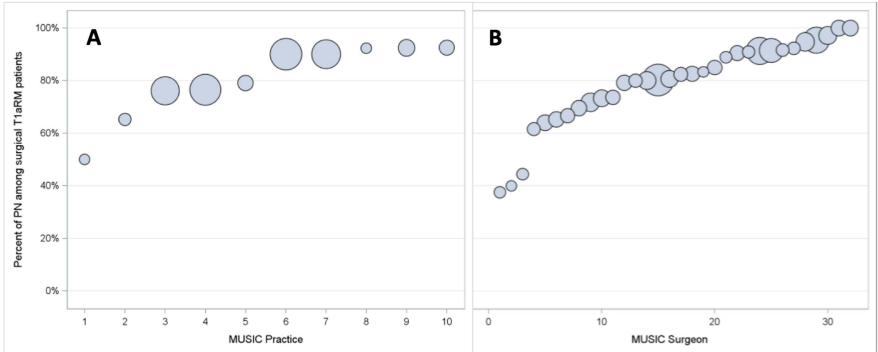 A
B
Percent of PN among surgical T1aRM patients
100%
80%
60%
40%
20%
0%
1 2 3 4 5 6 7 8 9 10
0 10 20 30
MUSIC Practice
MUSIC Surgeon